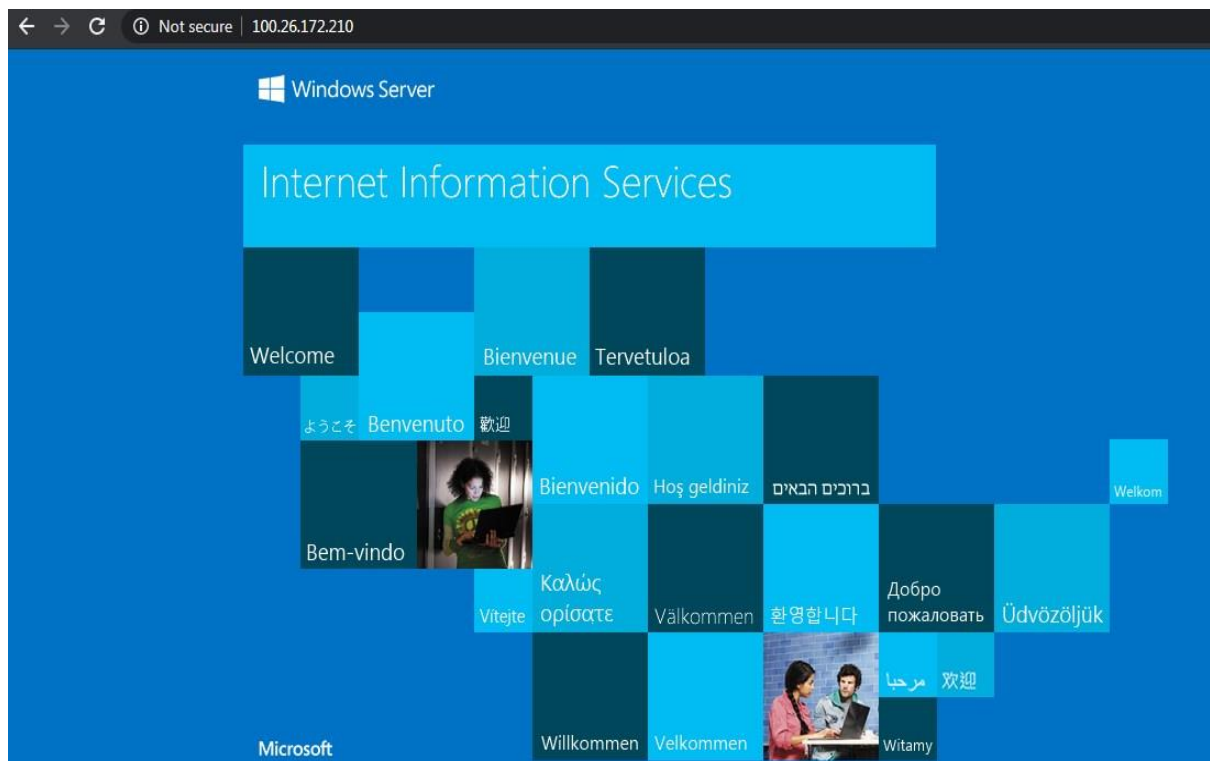 Not secure
100.26.172.210
Windows Server
Internet Information Services
Welcome
Bienvenue
Tervetuloa
ようこそ
Benvenuto
歡迎
Bienvenido
Hoş geldiniz
ברוכים הבאים
Welkom
Bem-vindo
Vítejte
Καλώς
ορίσατε
Välkommen
환영합니다
Добро
пожаловать
Üdvözöljük
مرحبا
欢迎
Microsoft
Willkommen
Velkommen
Witamy